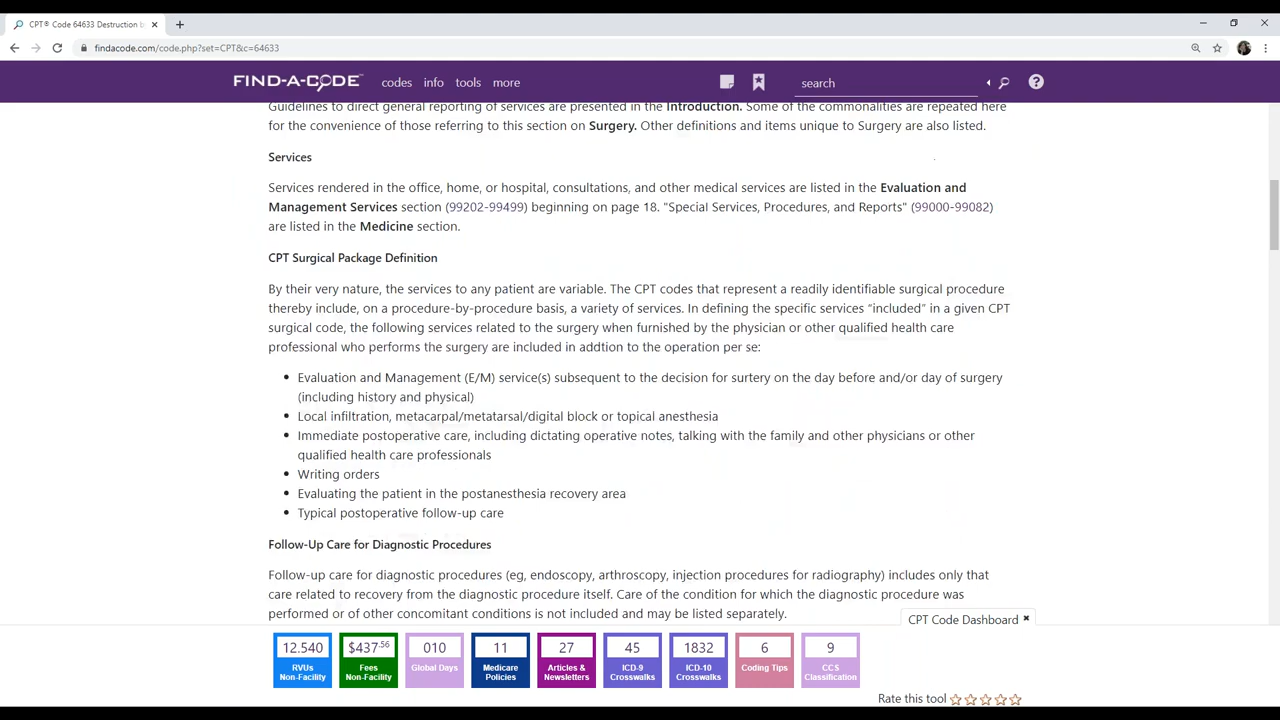 CPT® Code 64633 Destruction b
findacode.com/code.php?set=CPT&c=64633
FIND-A-CODE codes info tools more search
Guidelines to direct general reporting of services are presented in the Introduction. Some of the commonalities are repeated here
for the convenience of those referring to this section on Surgery. Other definitions and items unique to Surgery are also listed.
Services
Services rendered in the office, home, or hospital, consultations, and other medical services are listed in the Evaluation and
Management Services section (99202-99499) beginning on page 18. "Special Services, Procedures, and Reports" (99000-99082)
are listed in the Medicine section.
CPT Surgical Package Definition
By their very nature, the services to any patient are variable. The CPT codes that represent a readily identifiable surgical procedure
thereby include, on a procedure-by-procedure basis, a variety of services. In defining the specific services “included” in a given CPT
surgical code, the following services related to the surgery when furnished by the physician or other qualified health care
professional who performs the surgery are included in addtion to the operation per se:
• Evaluation and Management (E/M) service(s) subsequent to the decision for surtery on the day before and/or day of surgery
(including history and physical)
• Local infiltration, metacarpal/metatarsal/digital block or topical anesthesia
• Immediate postoperative care, including dictating operative notes, talking with the family and other physicians or other
qualified health care professionals
• Writing orders
• Evaluating the patient in the postanesthesia recovery area
• Typical postoperative follow-up care
Follow-Up Care for Diagnostic Procedures
Follow-up care for diagnostic procedures (eg, endoscopy, arthroscopy, injection procedures for radiography) includes only that
care related to recovery from the diagnostic procedure itself. Care of the condition for which the diagnostic procedure was
performed or of other concomitant conditions is not included and may be listed separately.
CPT Code Dashboard
12.540 $437.56 010 11 27 45 1832 6 9
RVUs Fees Global Days Medicare Articles & ICD-9 ICD-10 Coding Tips CCS
Non-Facility Non-Facility Policies Newsletters Crosswalks Crosswalks Classification
Rate this tool